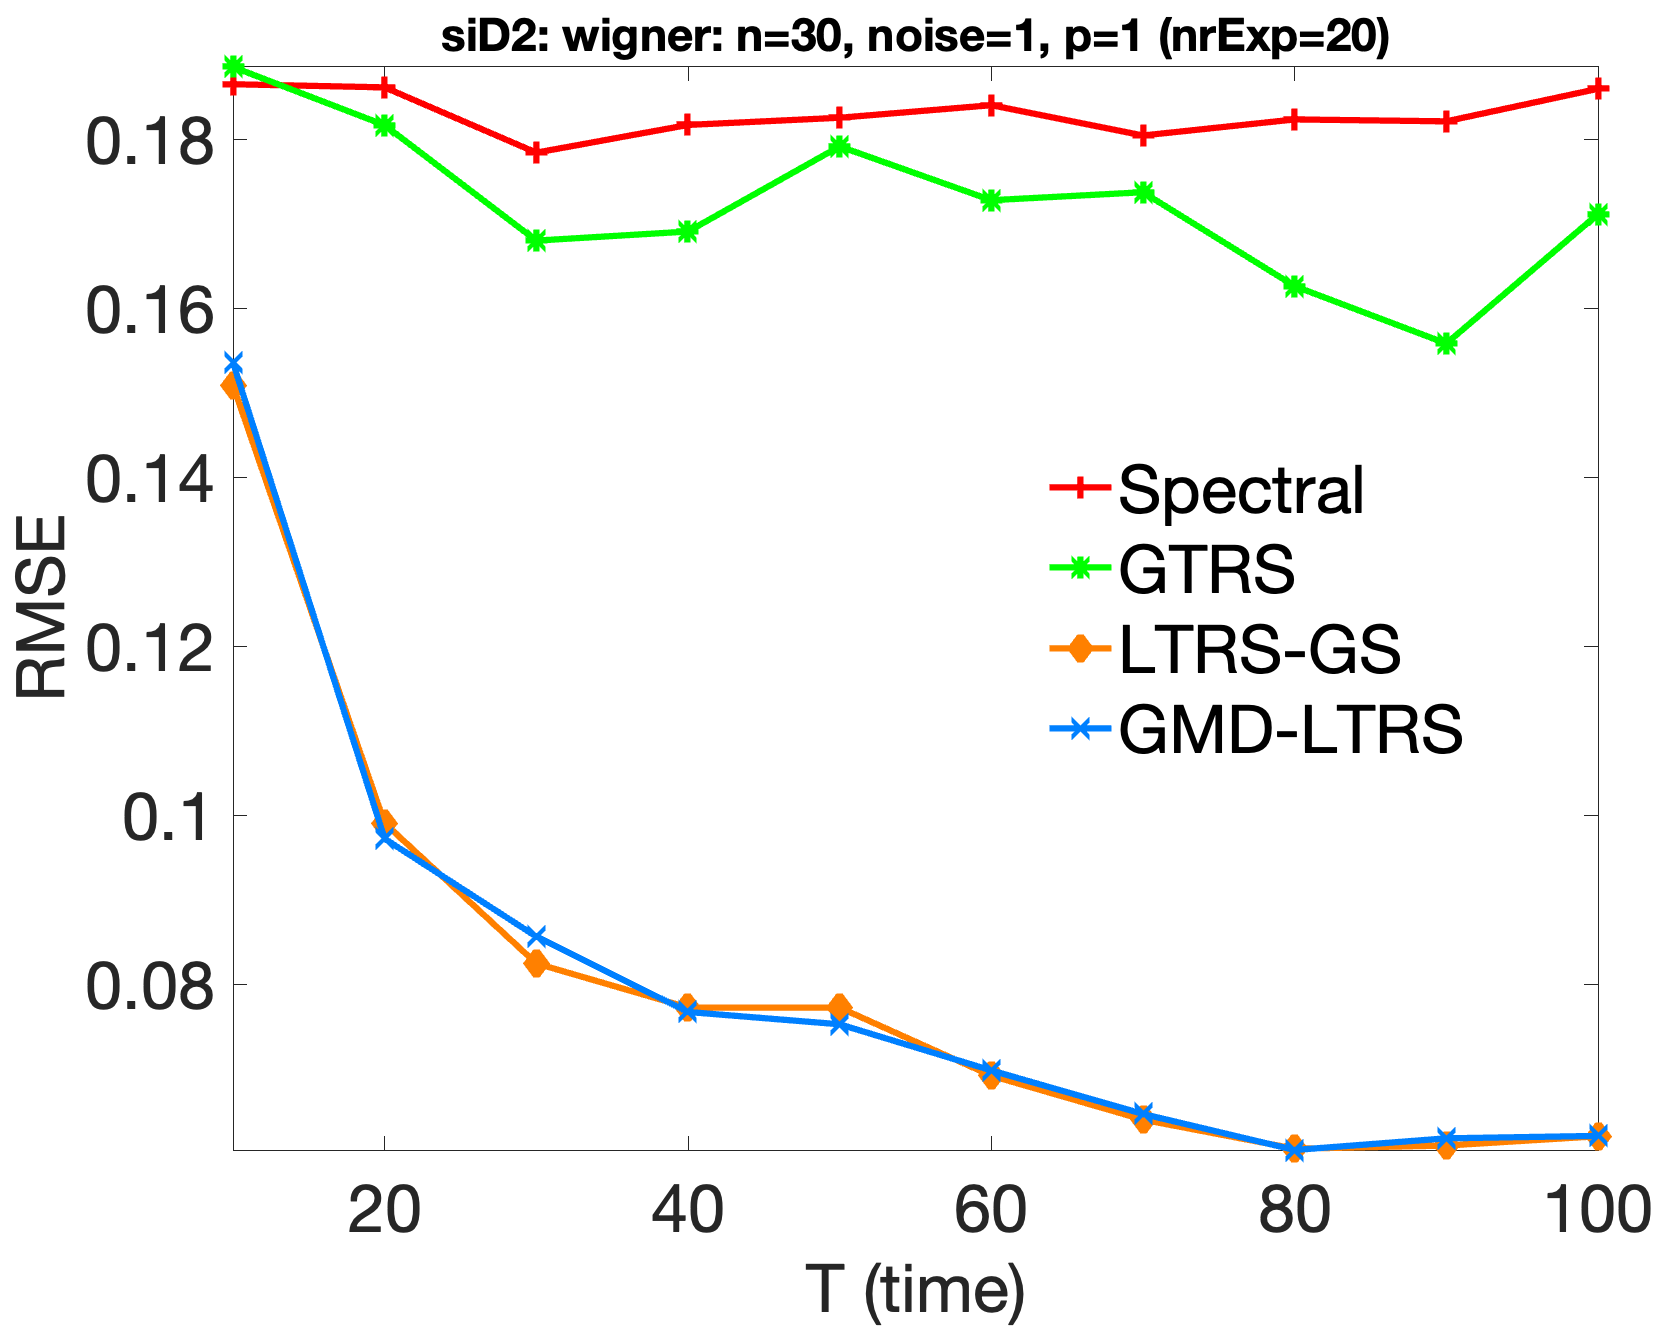 siD2: wigner: n=30, noise=1, p=1 (nrExp=20)
0.18
0.16
0.14
0.12
0.1
0.08
RMSE
Spectral
GTRS
LTRS-GS
GMD-LTRS
20
40
60
80
100
T (time)